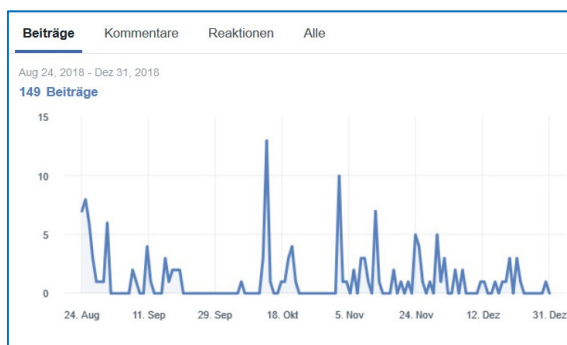 Beiträge Kommentare Reaktionen Alle
Aug 24, 2018 - Dez 31, 2018
149 Beiträge
15
10
5
0
24. Aug 11. Sep 29. Sep 18. Okt 5. Nov 24. Nov 12. Dez 31. Dez